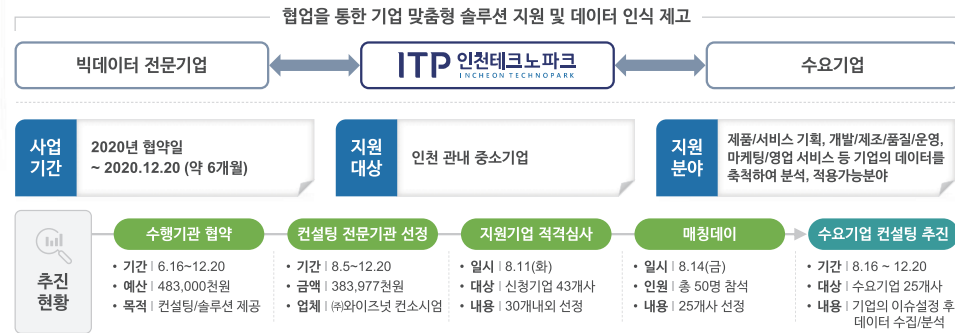 협업을 통한 기업 맞춤형 솔루션 지원 및 데이터 인식 제고
빅데이터 전문기업
ITP 인천테크노파크
INCHEON TECHNOPARK
수요기업
사업
기간
2020년 협약일
~ 2020.12.20 (약 6개월)
지원
대상
인천 관내 중소기업
지원
분야
제품/서비스 기획, 개발/제조/품질/운영,
마케팅/영업 서비스 등 기업의 데이터를
축척하여 분석, 적용가능분야
추진
현황
수행기관 협약
• 기간 | 6.16~12.20
• 예산 | 483,000천원
• 목적 | 컨설팅/솔루션 제공
컨설팅 전문기관 선정
• 기간 | 8.5~12.20
• 금액 | 383,977천원
• 업체 | ㈜와이즈넛 컨소시엄
지원기업 적격심사
• 일시 | 8.11(화)
• 대상 | 신청기업 43개사
• 내용 | 30개내외 선정
매칭데이
• 일시 | 8.14(금)
• 인원 | 총 50명 참석
• 내용 | 25개사 선정
수요기업 컨설팅 추진
• 기간 | 8.16 ~ 12.20
• 대상 | 수요기업 25개사
• 내용 | 기업의 이슈설정 후
데이터 수집/분석